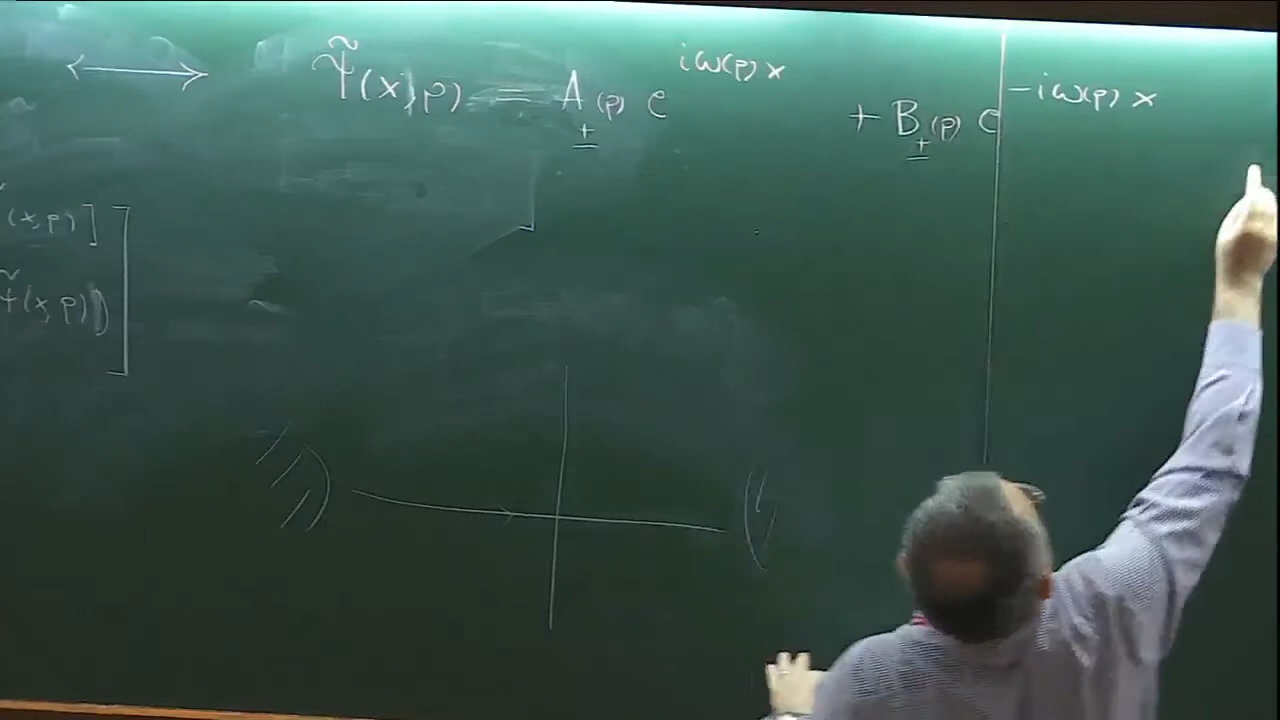 ⟷ ψ̃(x,p) = A±(p) e^{iω(p)x} + B±(p) e^{-iω(p)x}
(x,p)]
ψ̃(x,p))]